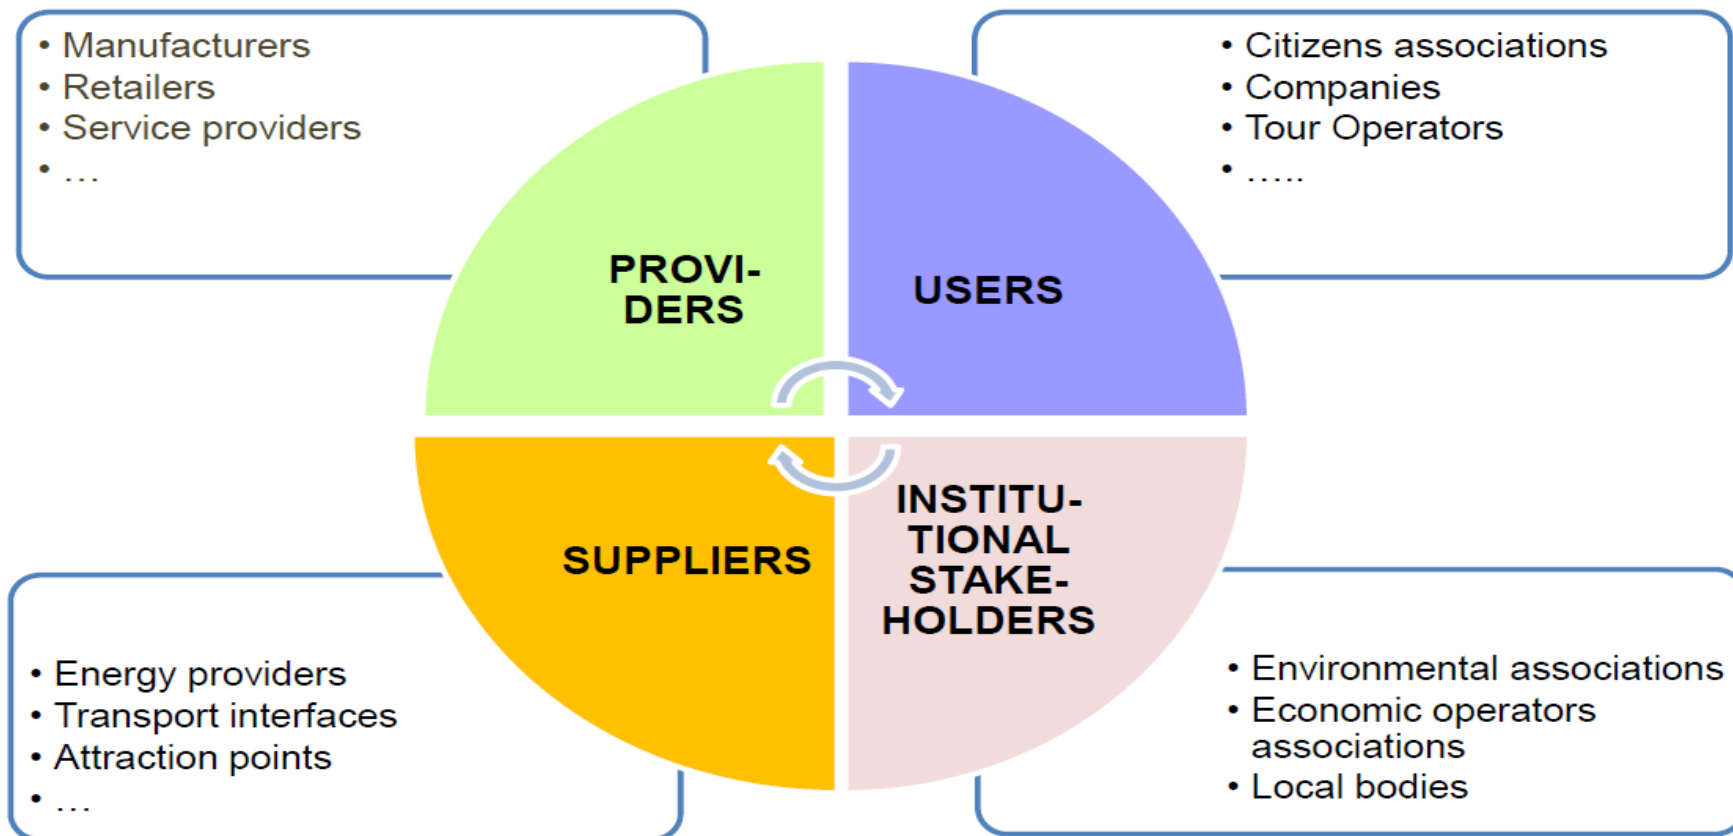 • Manufacturers
• Retailers
• Service providers
• …
• Citizens associations
• Companies
• Tour Operators
• …..
PROVI-
DERS
USERS
SUPPLIERS
INSTITU-
TIONAL
STAKE-
HOLDERS
• Energy providers
• Transport interfaces
• Attraction points
• …
• Environmental associations
• Economic operators
associations
• Local bodies